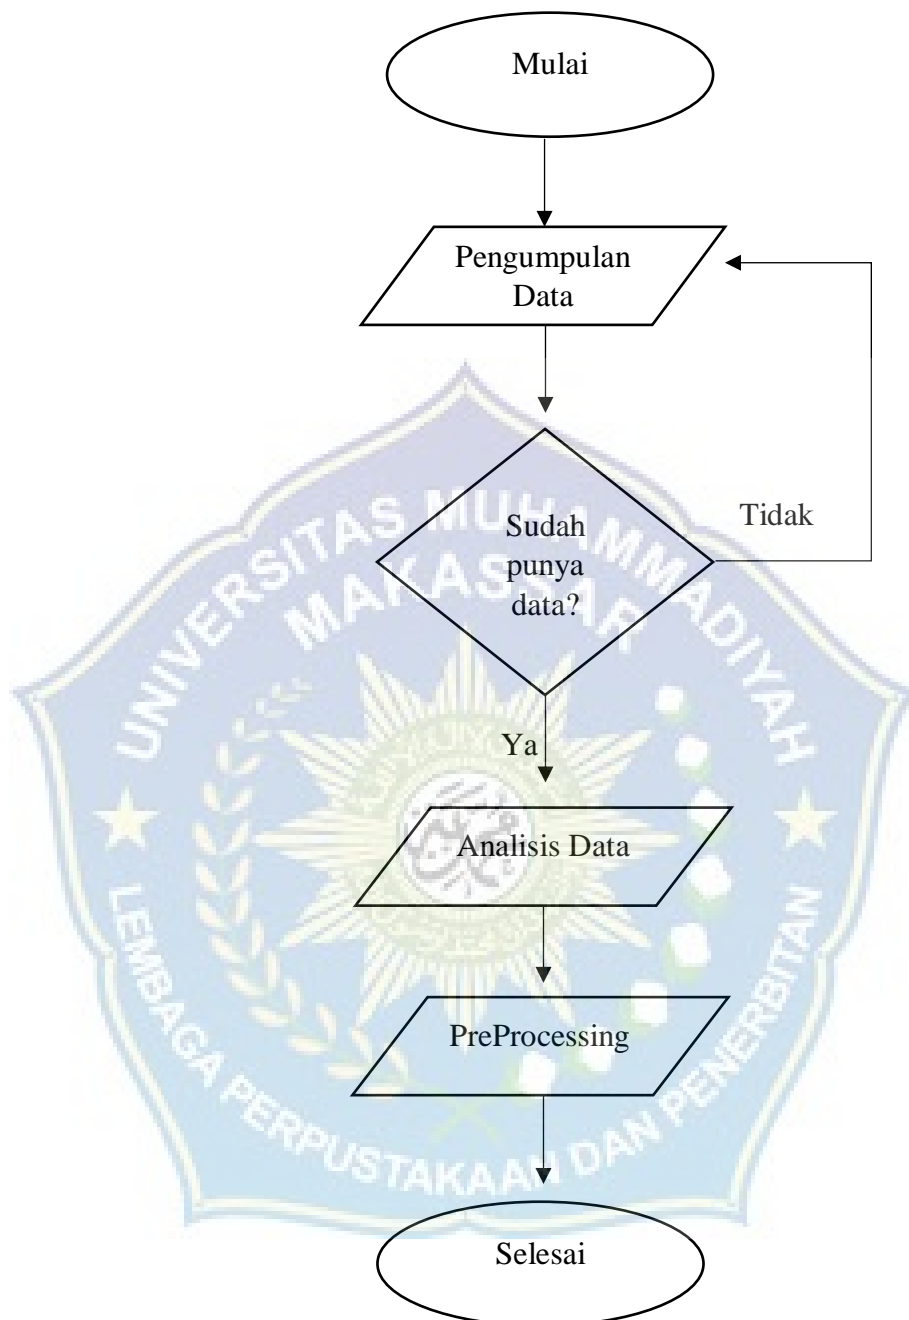 Mulai
Pengumpulan
Data
Sudah
punya
data?
Tidak
Ya
Analisis Data
PreProcessing
Selesai
UNIVERSITAS MUHAMMADIYAH
MAKASSAR
LEMBAGA PERPUSTAKAAN DAN PENERBITAN